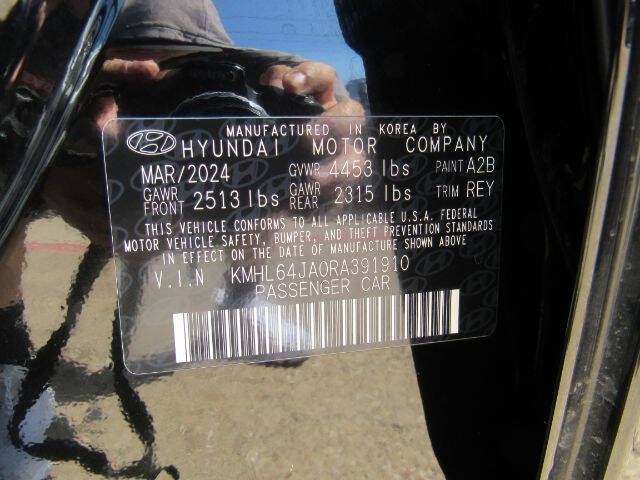 MANUFACTURED IN KOREA BY
HYUNDAI MOTOR COMPANY
MAR/2024 GVWR 4453 lbs PAINT A2B
GAWR FRONT 2513 lbs GAWR REAR 2315 lbs TRIM REY
THIS VEHICLE CONFORMS TO ALL APPLICABLE U.S.A. FEDERAL
MOTOR VEHICLE SAFETY, BUMPER, AND THEFT PREVENTION STANDARDS
IN EFFECT ON THE DATE OF MANUFACTURE SHOWN ABOVE
V.I.N KMHL64JA0RA391910
PASSENGER CAR